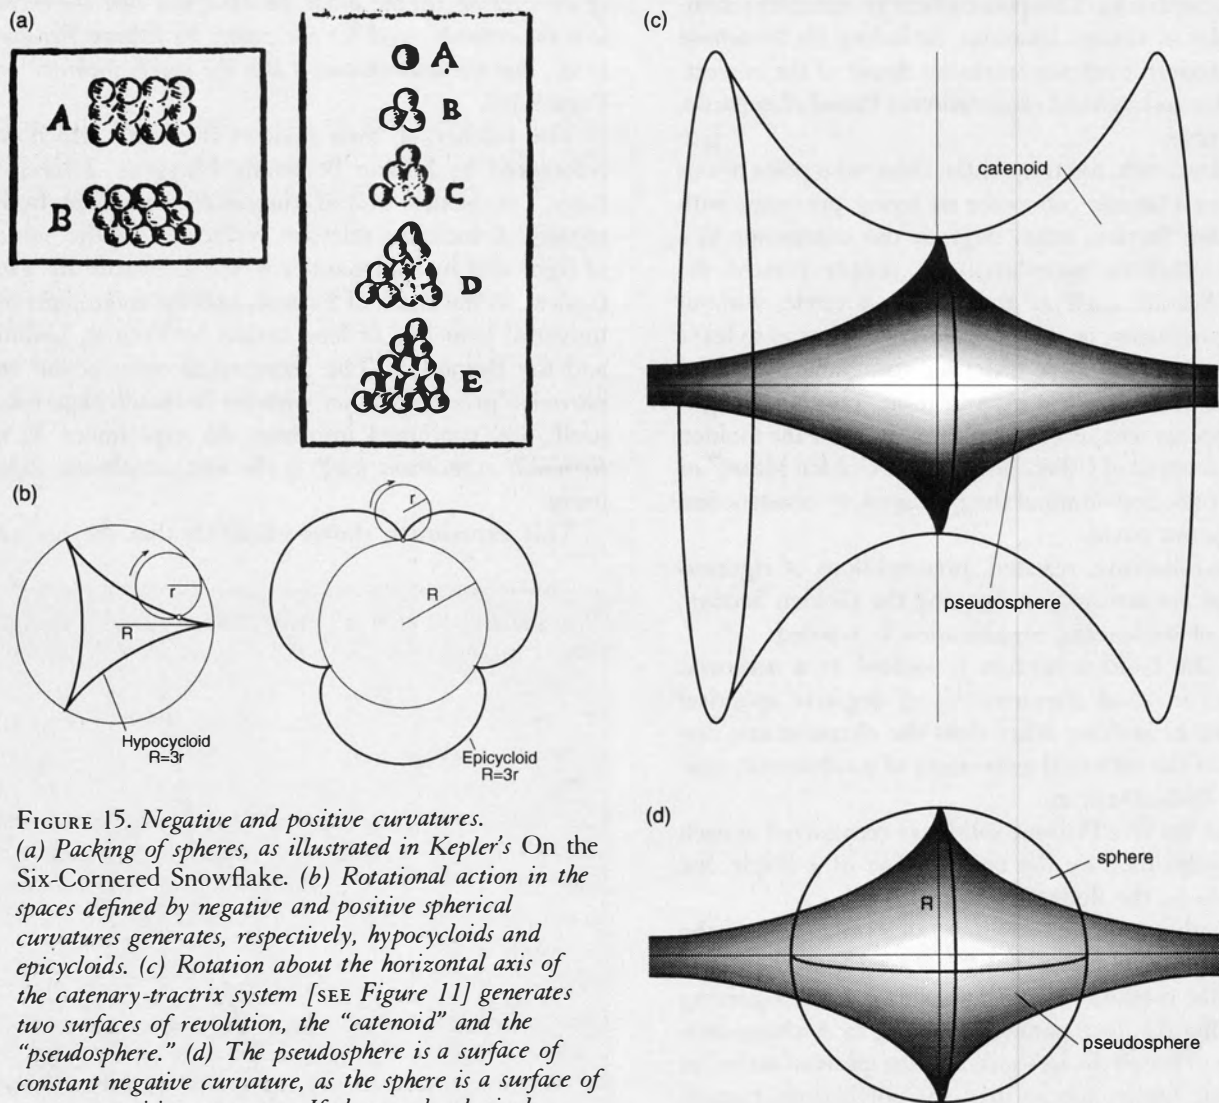 (a)
A
B
A
B
C
D
E
(b)
r
R
Hypocycloid
R=3r
r
R
Epicycloid
R=3r
(c)
catenoid
pseudosphere
(d)
sphere
R
pseudosphere
FIGURE 15. Negative and positive curvatures.
(a) Packing of spheres, as illustrated in Kepler's On the
Six-Cornered Snowflake. (b) Rotational action in the
spaces defined by negative and positive spherical
curvatures generates, respectively, hypocycloids and
epicycloids. (c) Rotation about the horizontal axis of
the catenary-tractrix system [SEE Figure 11] generates
two surfaces of revolution, the “catenoid” and the
“pseudosphere.” (d) The pseudosphere is a surface of
constant negative curvature, as the sphere is a surface of